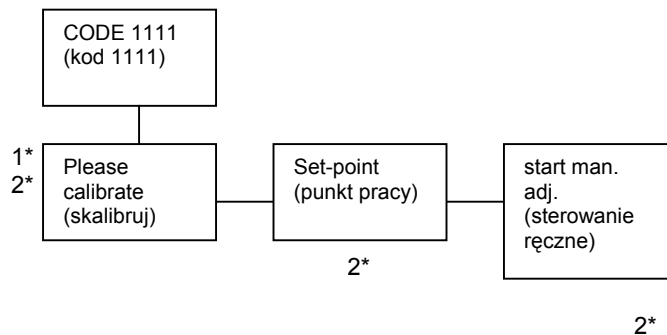 CODE 1111
(kod 1111)
1*
2*
Please
calibrate
(skalibruj)
Set-point
(punkt pracy)
2*
start man.
adj.
(sterowanie
ręczne)
2*